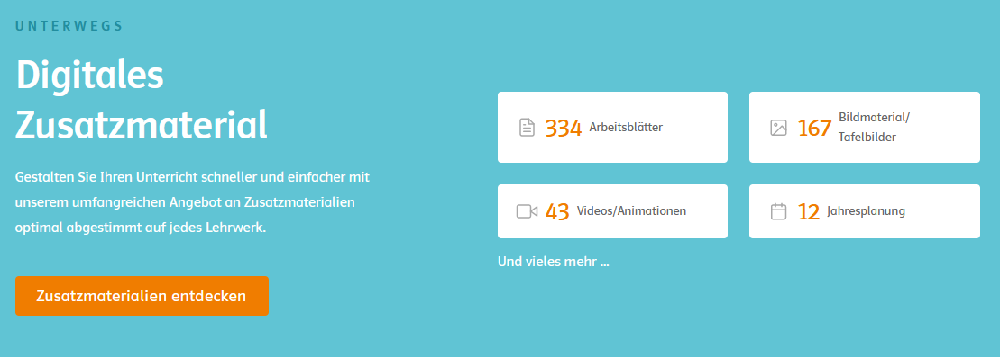 UNTERWEGS
Digitales
Zusatzmaterial
Gestalten Sie Ihren Unterricht schneller und einfacher mit
unserem umfangreichen Angebot an Zusatzmaterialien
optimal abgestimmt auf jedes Lehrwerk.
Zusatzmaterialien entdecken
334 Arbeitsblätter
167 Bildmaterial/
Tafelbilder
43 Videos/Animationen
12 Jahresplanung
Und vieles mehr ...